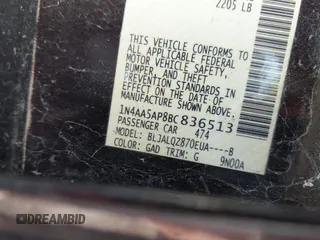 2205 LB
THIS VEHICLE CONFORMS TO
ALL APPLICABLE FEDERAL
MOTOR VEHICLE SAFETY,
BUMPER, AND THEFT
PREVENTION STANDARDS
IN EFFECT ON THE DATE OF
MANUFACTURE SHOWN ABOVE.
1N4AA5AP8BC836513
PASSENGER CAR 474
MODEL: BLJALQZ870EUA----B
COLOR: GAD TRIM: G 9N00A
DREAMBID